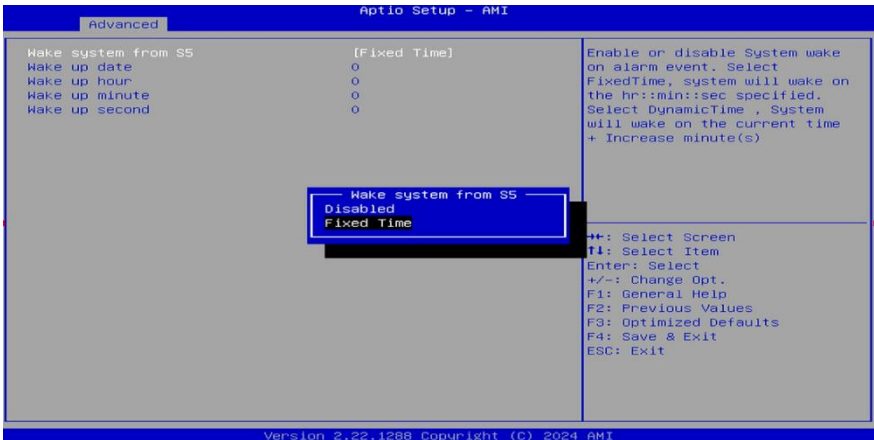 Aptio Setup - AMI
Advanced
Wake system from S5 [Fixed Time]
Wake up date 0
Wake up hour 0
Wake up minute 0
Wake up second 0
Enable or disable System wake
on alarm event. Select
FixedTime, system will wake on
the hr::min::sec specified.
Select DynamicTime , System
will wake on the current time
+ Increase minute(s)
Wake system from S5
Disabled
Fixed Time
→←: Select Screen
↑↓: Select Item
Enter: Select
+/-: Change Opt.
F1: General Help
F2: Previous Values
F3: Optimized Defaults
F4: Save & Exit
ESC: Exit
Version 2.22.1288 Copyright (C) 2024 AMI